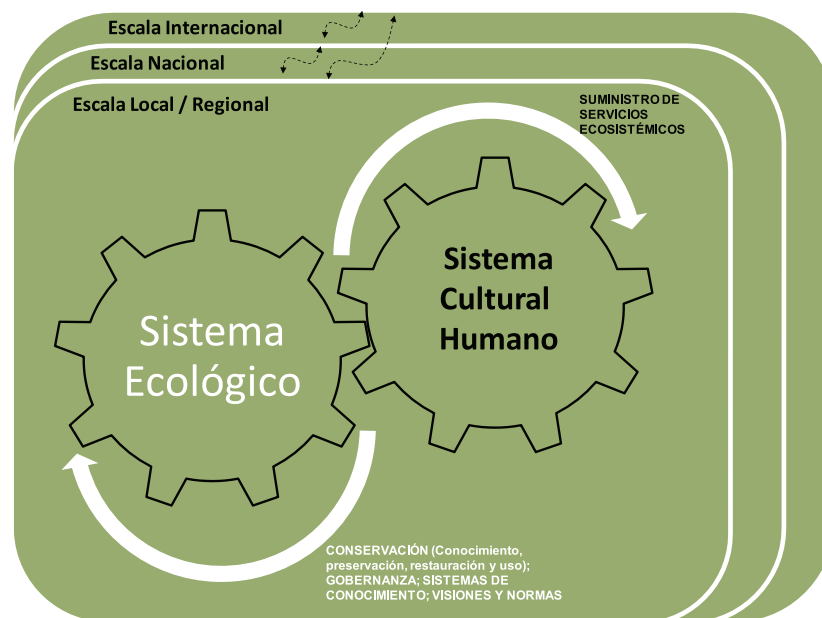 Escala Internacional
Escala Nacional
Escala Local / Regional
SUMINISTRO DE
SERVICIOS
ECOSISTÉMICOS
Sistema
Cultural
Humano
Sistema
Ecológico
CONSERVACIÓN (Conocimiento,
preservación, restauración y uso);
GOBERNANZA; SISTEMAS DE
CONOCIMIENTO; VISIONES Y NORMAS